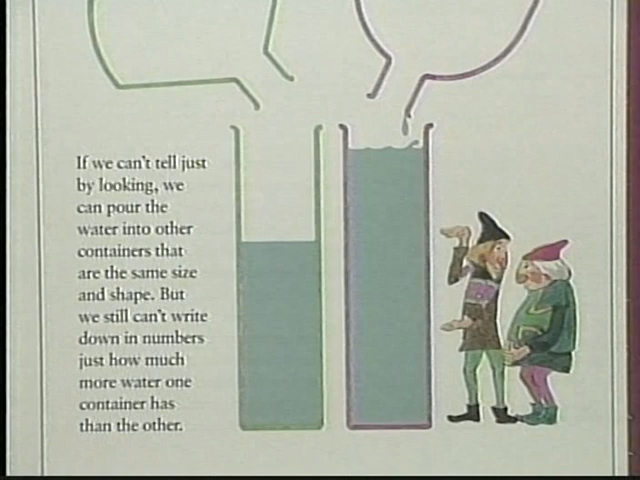 If we can't tell just
by looking, we
can pour the
water into other
containers that
are the same size
and shape. But
we still can't write
down in numbers
just how much
more water one
container has
than the other.